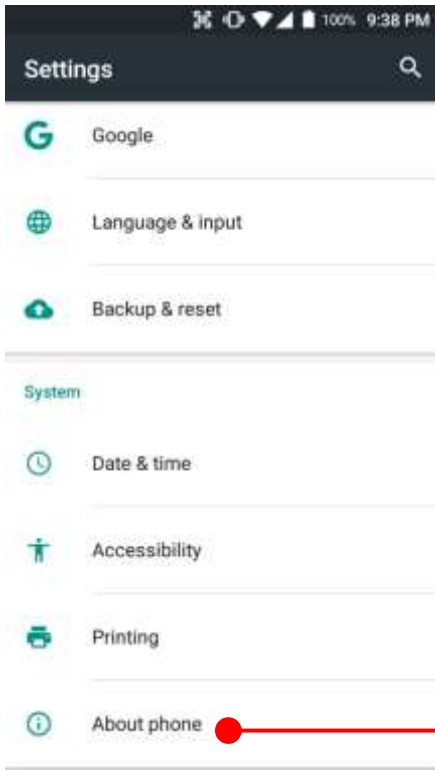 100% 9:38 PM
Settings
Google
Language & input
Backup & reset
System
Date & time
Accessibility
Printing
About phone